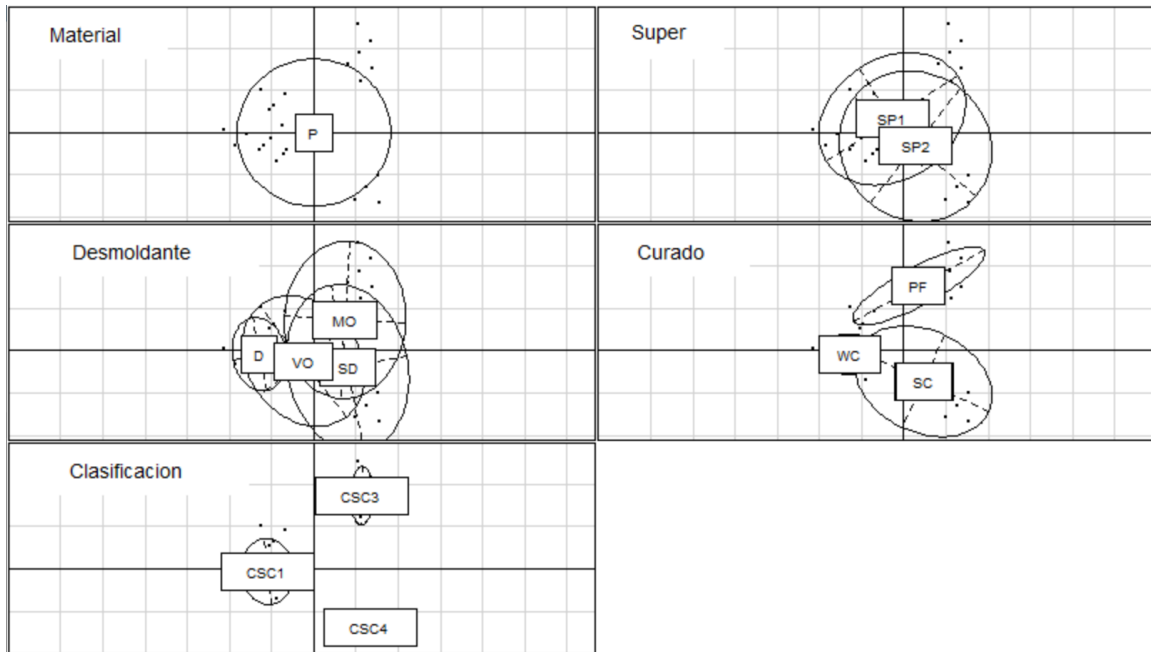 Material
P
Super
SP1
SP2
Desmoldante
MO
D
VO
SD
Curado
PF
WC
SC
Clasificacion
CSC3
CSC1
CSC4